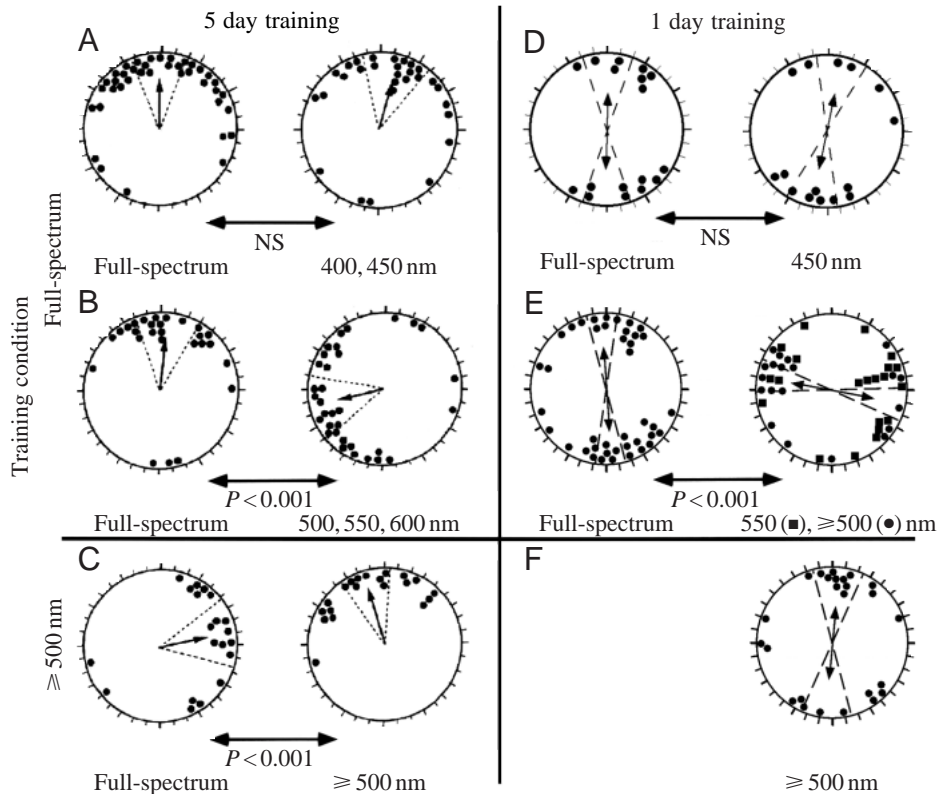 5 day training
1 day training
A
D
NS
NS
Full-spectrum
400, 450 nm
Full-spectrum
450 nm
B
E
P < 0.001
P < 0.001
Full-spectrum
500, 550, 600 nm
Full-spectrum
550 (■), ≥500 (●) nm
C
F
P < 0.001
Full-spectrum
≥ 500 nm
≥ 500 nm
Training condition
Full-spectrum
≥ 500 nm